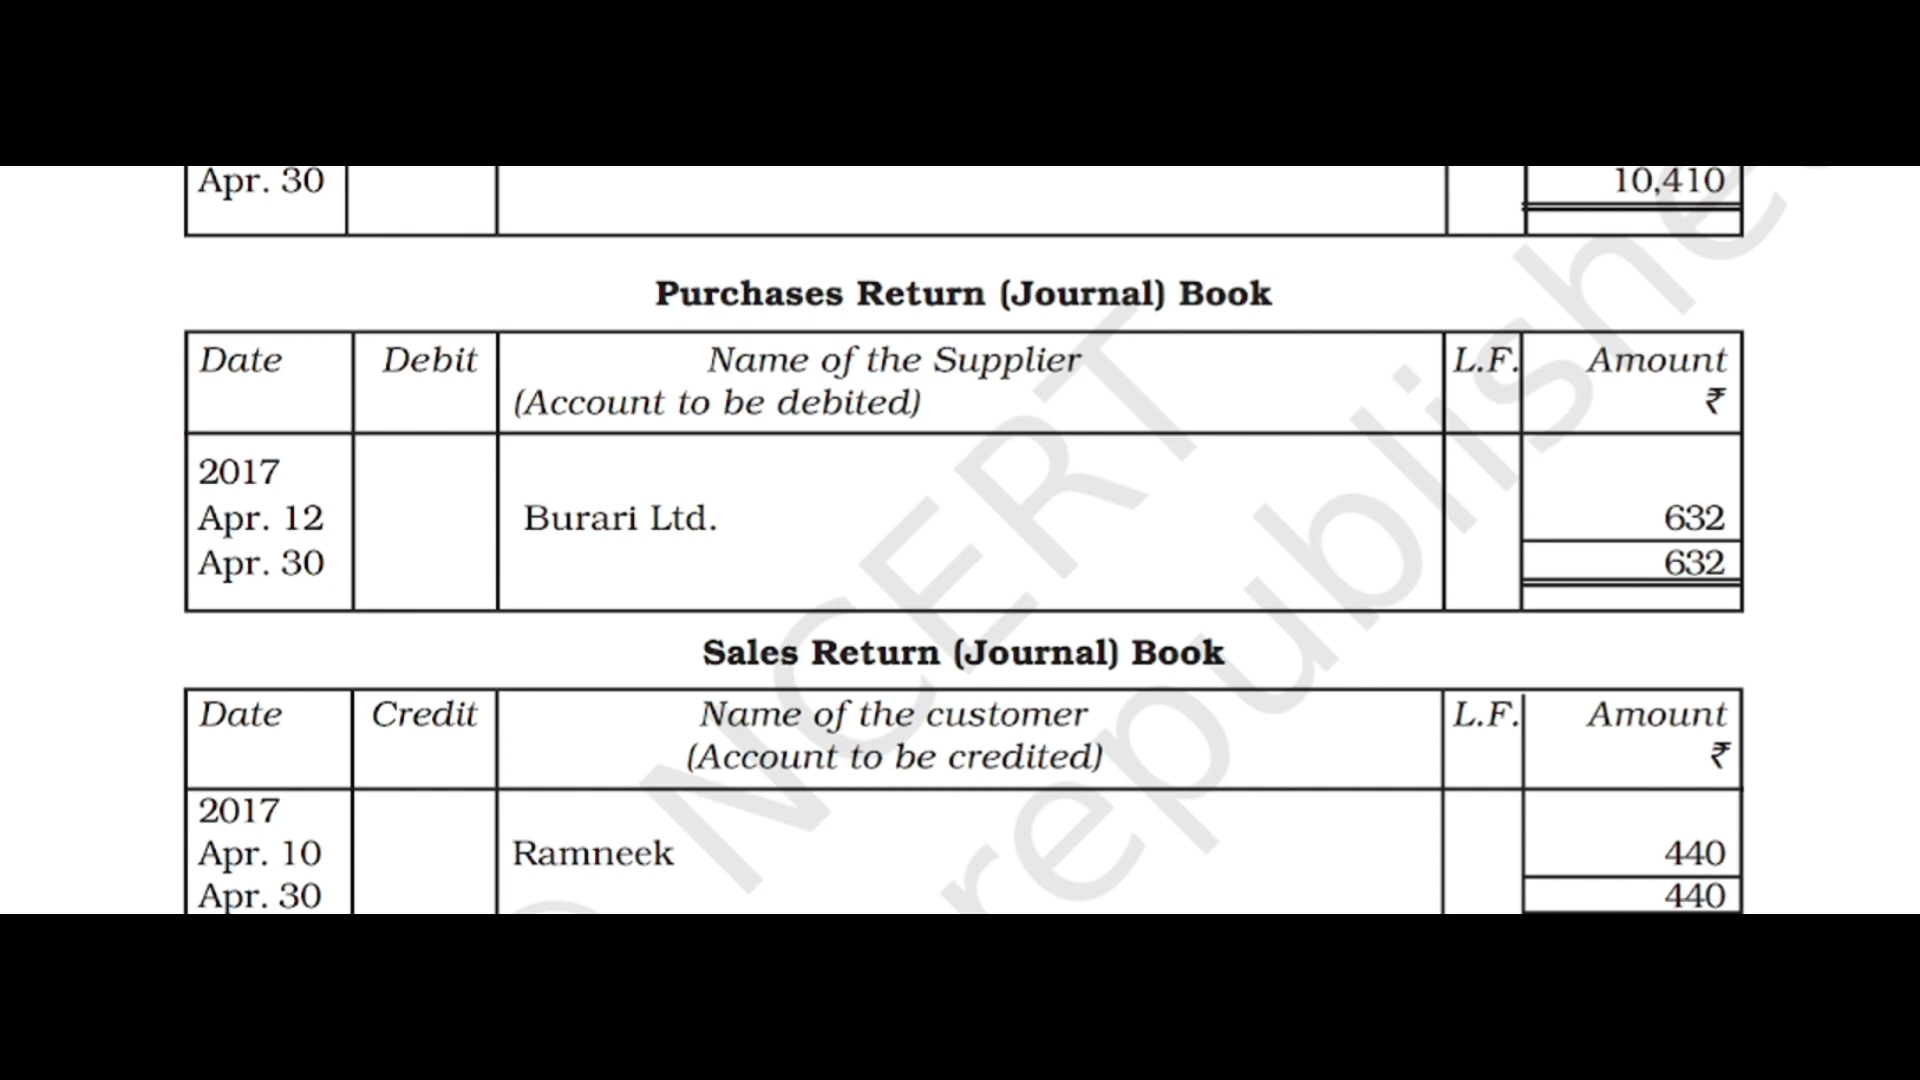 Apr. 30 10,410
Purchases Return (Journal) Book
Date Debit Name of the Supplier L.F. Amount
(Account to be debited) ₹
2017
Apr. 12 Burari Ltd. 632
Apr. 30 632
Sales Return (Journal) Book
Date Credit Name of the customer L.F. Amount
(Account to be credited) ₹
2017
Apr. 10 Ramneek 440
Apr. 30 440
NCERT
republished